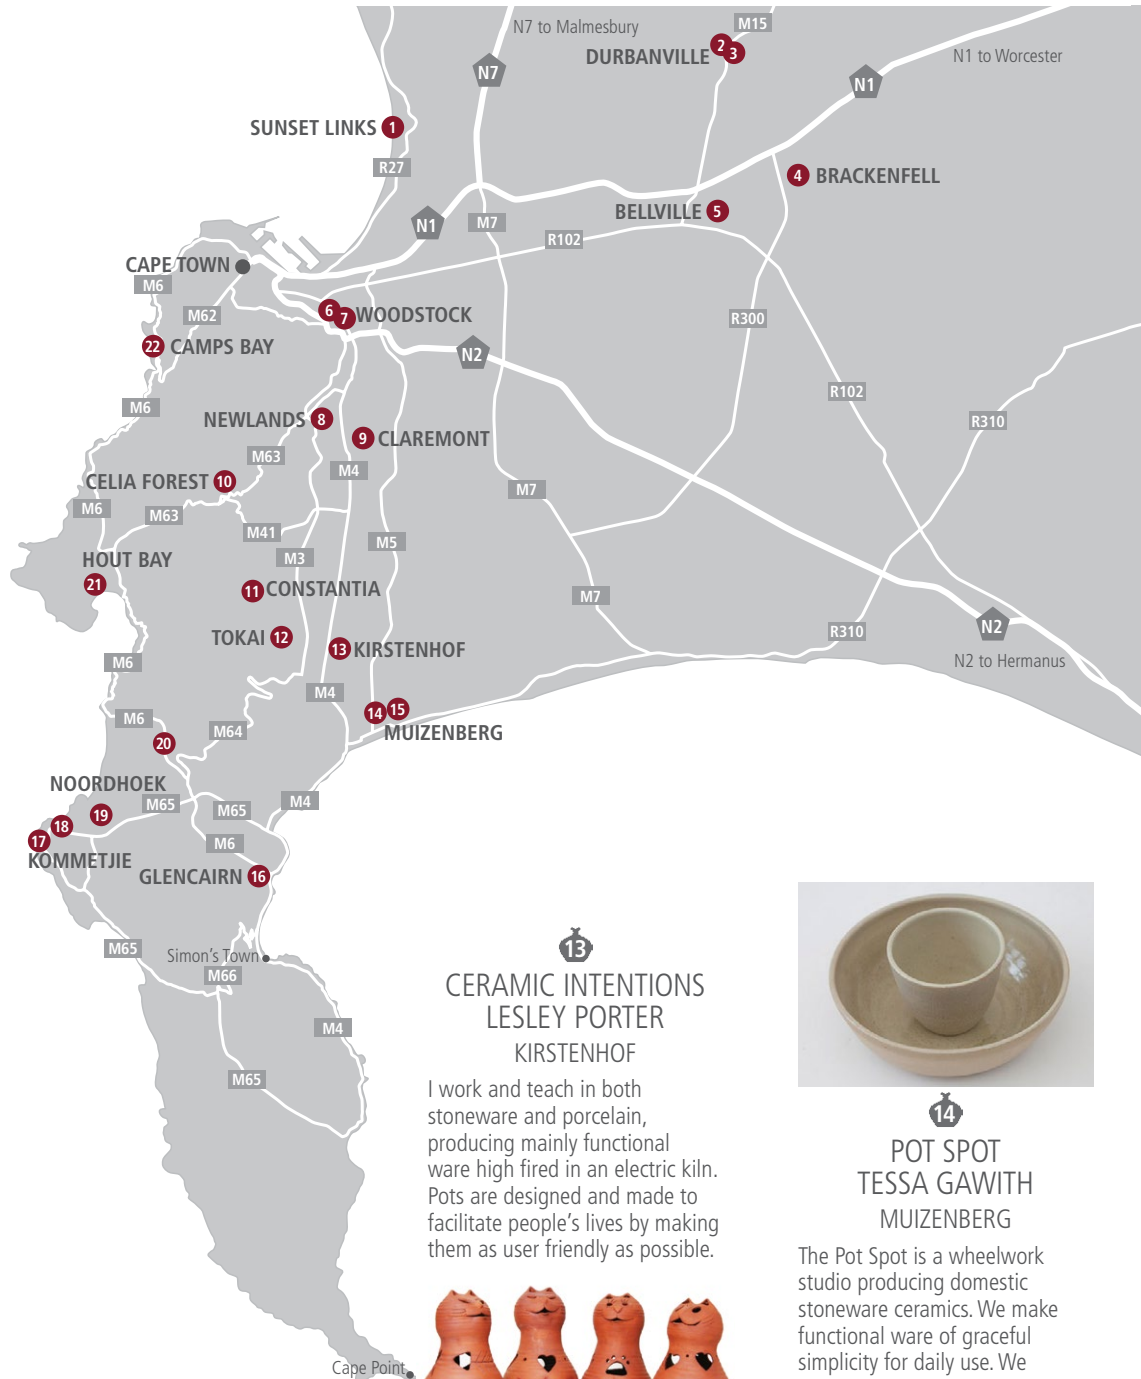 N7 to Malmesbury
M15
DURBANVILLE
2
3
N1 to Worcester
N7
N1
SUNSET LINKS
1
R27
4
BRACKENFELL
BELLVILLE
5
M7
N1
R102
CAPE TOWN
M6
M62
6
7
WOODSTOCK
R300
22
CAMPS BAY
N2
M6
R102
NEWLANDS
8
R310
9
CLAREMONT
M63
M4
CELIA FOREST
10
M7
M6
M63
M41
M5
HOUT BAY
M3
21
11
CONSTANTIA
M7
TOKAI
12
R310
N2
13
KIRSTENHOF
M6
N2 to Hermanus
M4
M6
14
15
M64
MUIZENBERG
20
NOORDHOEK
M65
M65
M4
19
18
17
M6
KOMMETJIE
GLENCAIRN
16
M65
Simon's Town
M66
M4
M65
Cape Point
13
CERAMIC INTENTIONS
LESLEY PORTER
KIRSTENHOF
I work and teach in both
stoneware and porcelain,
producing mainly functional
ware high fired in an electric kiln.
Pots are designed and made to
facilitate people's lives by making
them as user friendly as possible.
14
POT SPOT
TESSA GAWITH
MUIZENBERG
The Pot Spot is a wheelwork
studio producing domestic
stoneware ceramics. We make
functional ware of graceful
simplicity for daily use. We